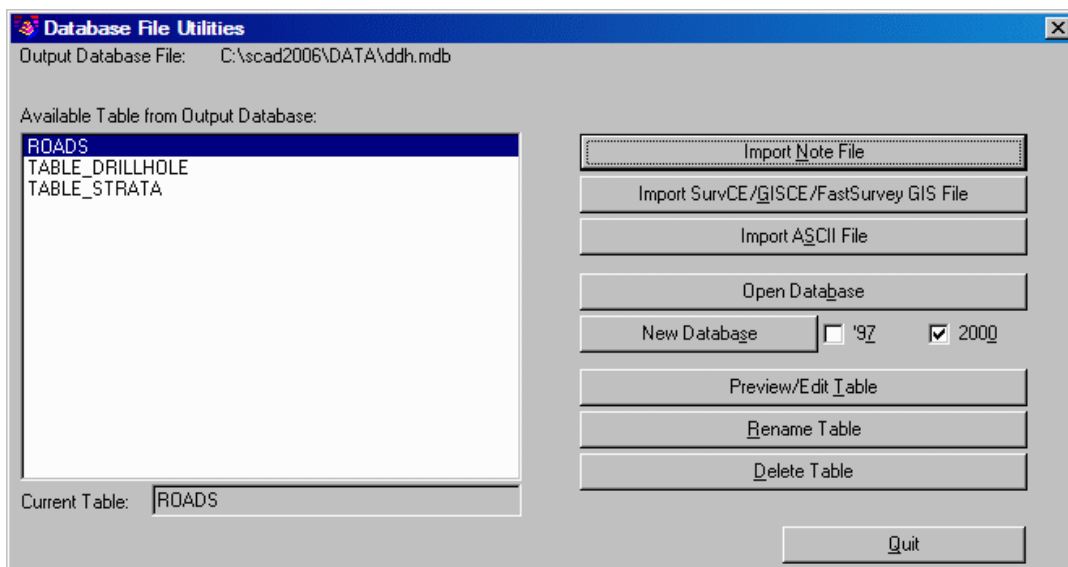 Database File Utilities
Output Database File: C:\scad2006\DATA\ddh.mdb
Available Table from Output Database:
ROADS
TABLE_DRILLHOLE
TABLE_STRATA
Current Table: ROADS
Import Note File
Import SurvCE/GISCE/FastSurvey GIS File
Import ASCII File
Open Database
New Database '97 2000
Preview/Edit Table
Rename Table
Delete Table
Quit